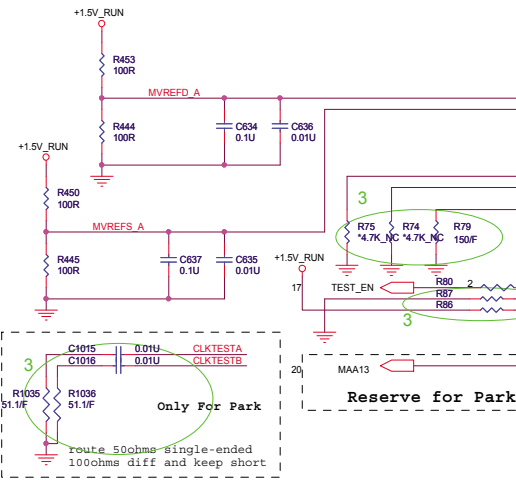 +1.5V_RUN
R453
100R
MVREFD_A
R444
100R
C634
0.1U
C636
0.01U
+1.5V_RUN
R450
100R
MVREFS_A
R445
100R
C637
0.1U
C635
0.01U
3
R75
*4.7K_NC
R74
*4.7K_NC
R79
150/F
+1.5V_RUN
17
TEST_EN
R80
2
R87
R86
3
C1015
0.01U
CLKTESTA
C1016
0.01U
CLKTESTB
3
R1035
51.1/F
R1036
51.1/F
Only For Park
route 50ohms single-ended
100ohms diff and keep short
20
MAA13
Reserve for Park